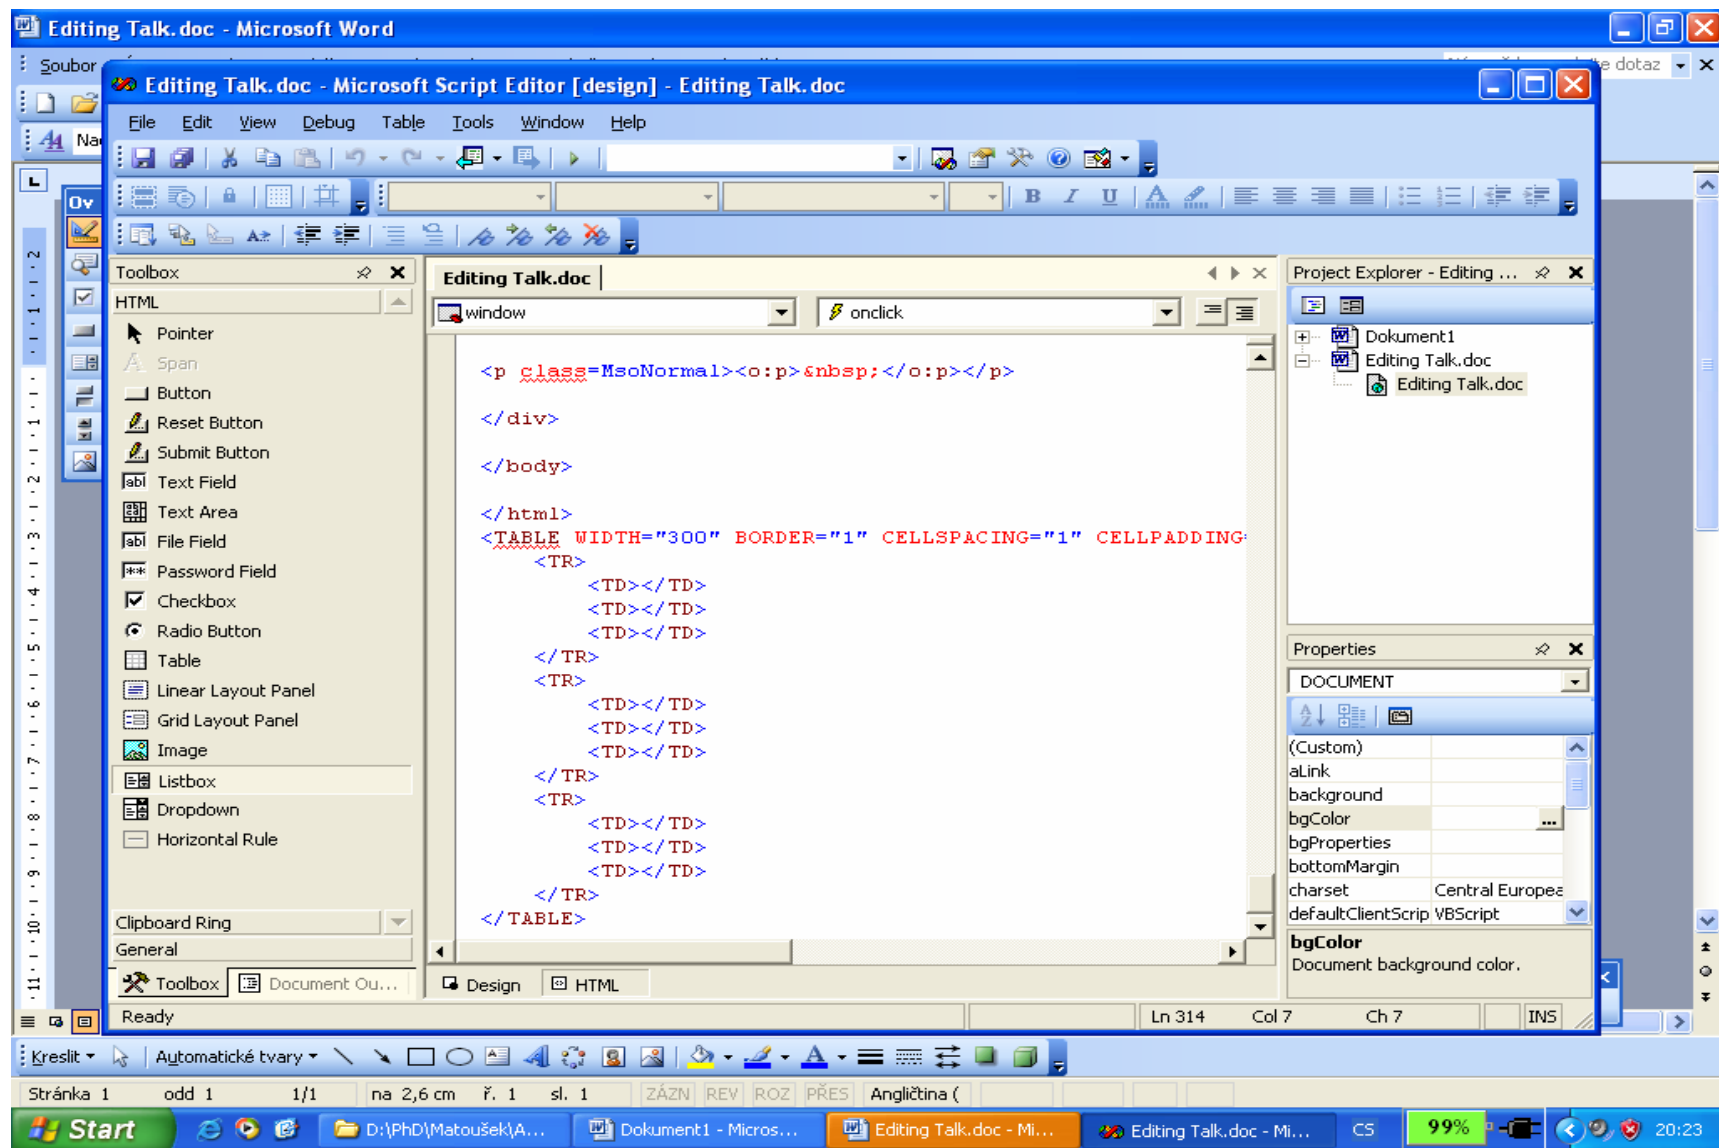 Editing Talk.doc - Microsoft Word
Soubor
dotaz
Editing Talk.doc - Microsoft Script Editor [design] - Editing Talk.doc
File Edit View Debug Table Tools Window Help
B I U
Toolbox
HTML
Pointer
Span
Button
Reset Button
Submit Button
Text Field
Text Area
File Field
Password Field
Checkbox
Radio Button
Table
Linear Layout Panel
Grid Layout Panel
Image
Listbox
Dropdown
Horizontal Rule
Clipboard Ring
General
Toolbox Document Ou...
Editing Talk.doc
window onclick
<p class=MsoNormal><o:p>&nbsp;</o:p></p>
</div>
</body>
</html>
<TABLE WIDTH="300" BORDER="1" CELLSPACING="1" CELLPADDING
<TR>
<TD></TD>
<TD></TD>
<TD></TD>
</TR>
<TR>
<TD></TD>
<TD></TD>
<TD></TD>
</TR>
<TR>
<TD></TD>
<TD></TD>
<TD></TD>
</TR>
</TABLE>
Design HTML
Project Explorer - Editing ...
Dokument1
Editing Talk.doc
Editing Talk.doc
Properties
DOCUMENT
(Custom)
aLink
background
bgColor ...
bgProperties
bottomMargin
charset Central Europea
defaultClientScrip VBScript
bgColor
Document background color.
Ready Ln 314 Col 7 Ch 7 INS
Kreslit Automatické tvary
Stránka 1 odd 1 1/1 na 2,6 cm ř. 1 sl. 1 ZÁZN REV ROZ PŘES Angličtina (
Start D:\PhD\Matoušek\A... Dokument1 - Micros... Editing Talk.doc - Mi... Editing Talk.doc - Mi... CS 99% 20:23